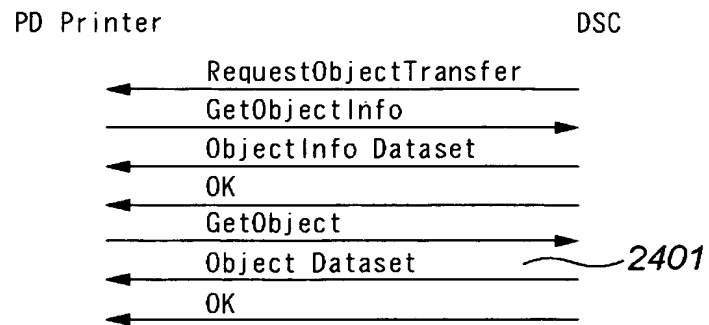 PD Printer DSC
RequestObjectTransfer
GetObjectInfo
ObjectInfo Dataset
OK
GetObject
Object Dataset 2401
OK